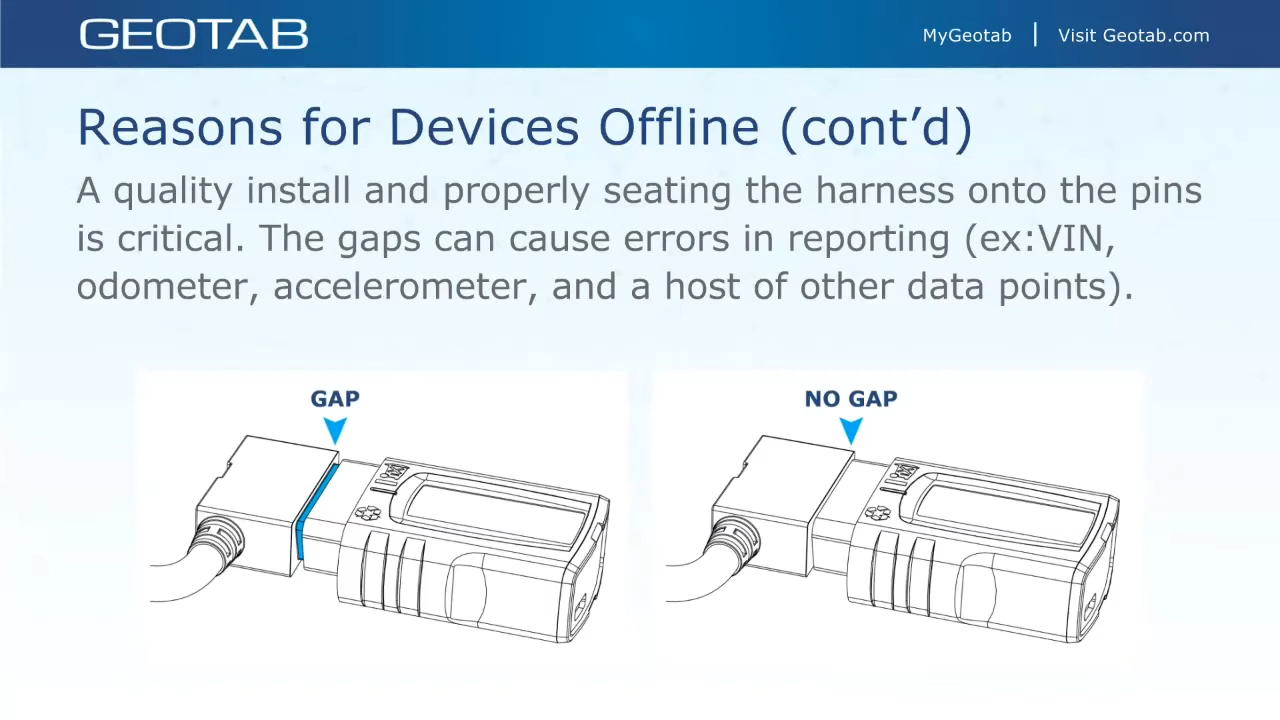 GEOTAB
MyGeotab | Visit Geotab.com
Reasons for Devices Offline (cont’d)
A quality install and properly seating the harness onto the pins
is critical. The gaps can cause errors in reporting (ex:VIN,
odometer, accelerometer, and a host of other data points).
GAP
NO GAP